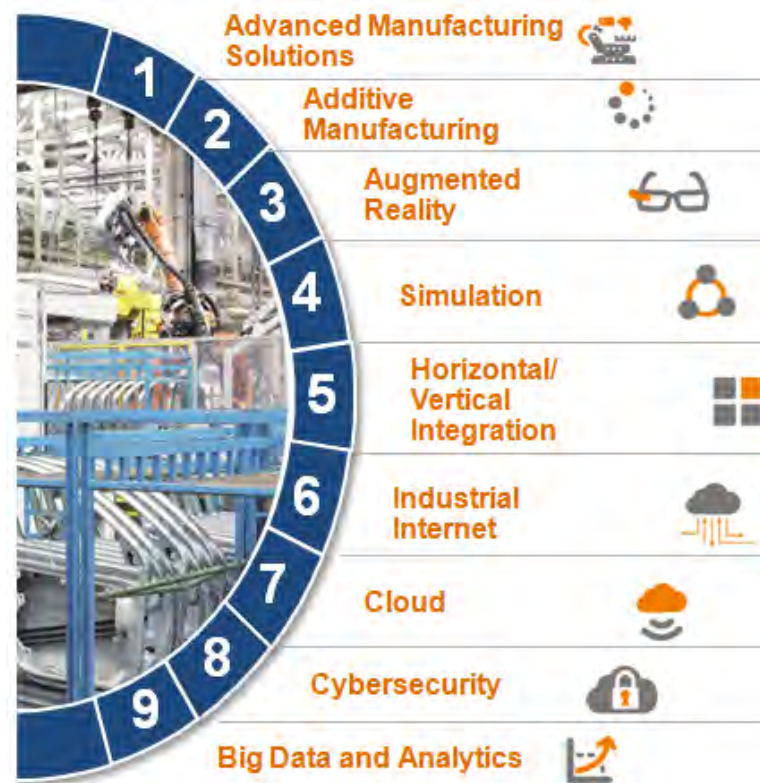 1
Advanced Manufacturing
Solutions
2
Additive
Manufacturing
3
Augmented
Reality
4
Simulation
5
Horizontal/
Vertical
Integration
6
Industrial
Internet
7
Cloud
8
Cybersecurity
9
Big Data and Analytics